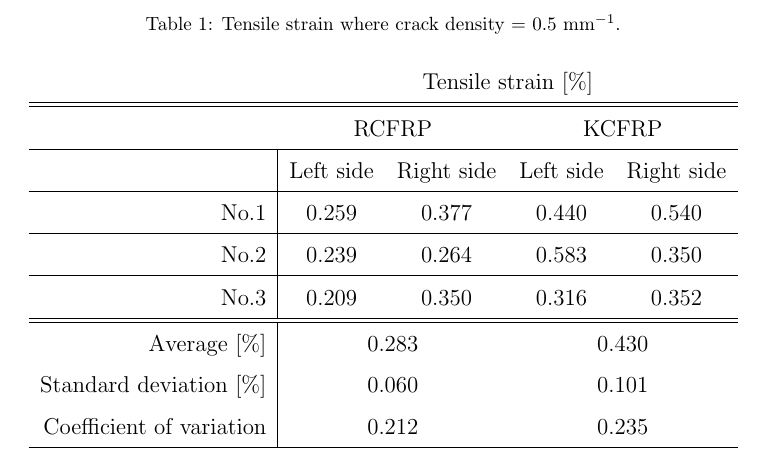 Table 1: Tensile strain where crack density = 0.5 mm⁻¹.
Tensile strain [%]
RCFRP KCFRP
Left side Right side Left side Right side
No.1 0.259 0.377 0.440 0.540
No.2 0.239 0.264 0.583 0.350
No.3 0.209 0.350 0.316 0.352
Average [%] 0.283 0.430
Standard deviation [%] 0.060 0.101
Coefficient of variation 0.212 0.235